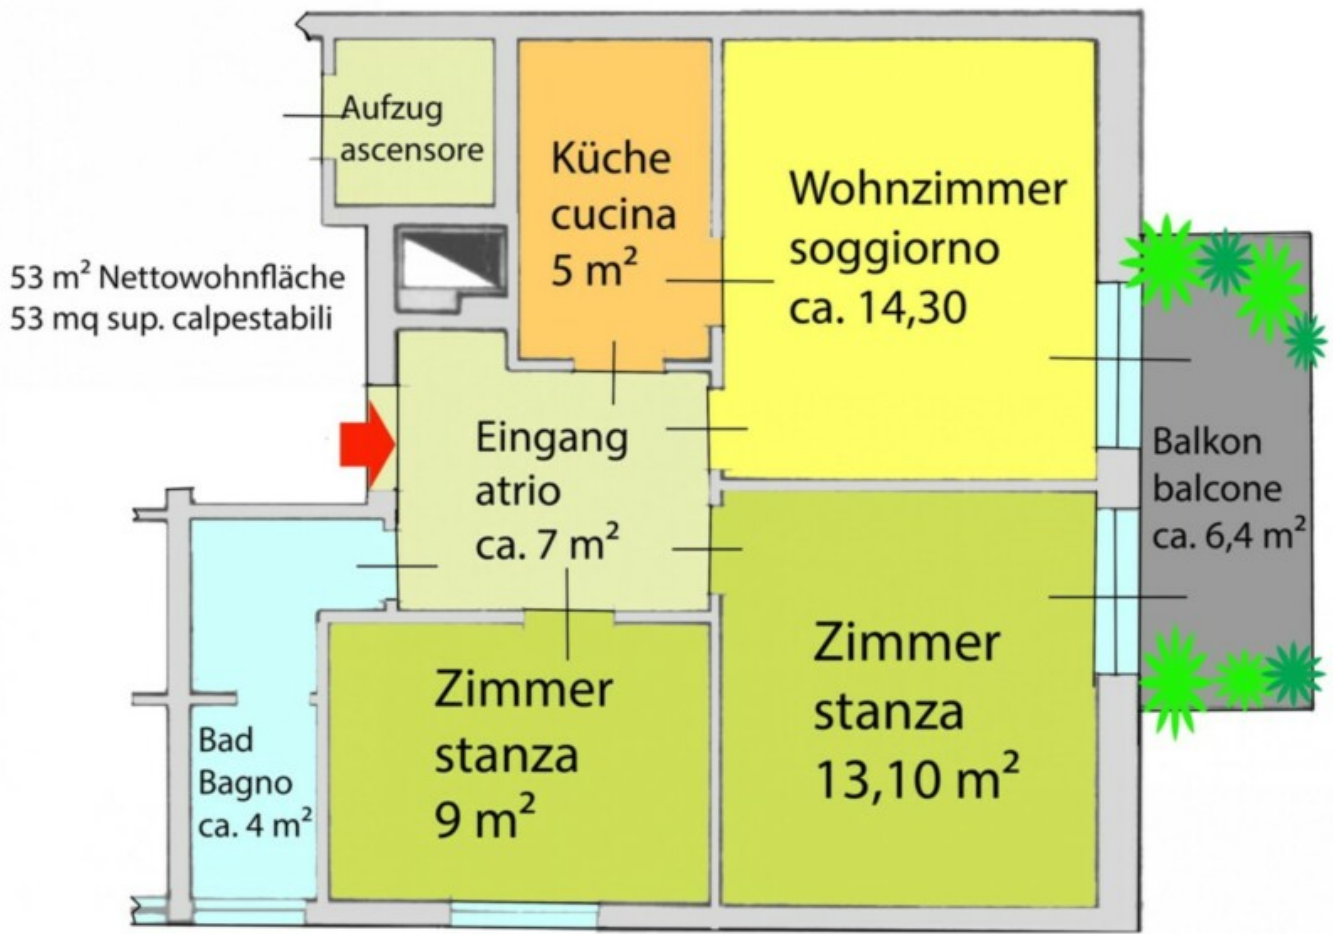 Aufzug
ascensore
Küche
cucina
5 m²
Wohnzimmer
soggiorno
ca. 14,30
53 m² Nettowohnfläche
53 mq sup. calpestabili
Eingang
atrio
ca. 7 m²
Balkon
balcone
ca. 6,4 m²
Zimmer
stanza
13,10 m²
Zimmer
stanza
9 m²
Bad
Bagno
ca. 4 m²